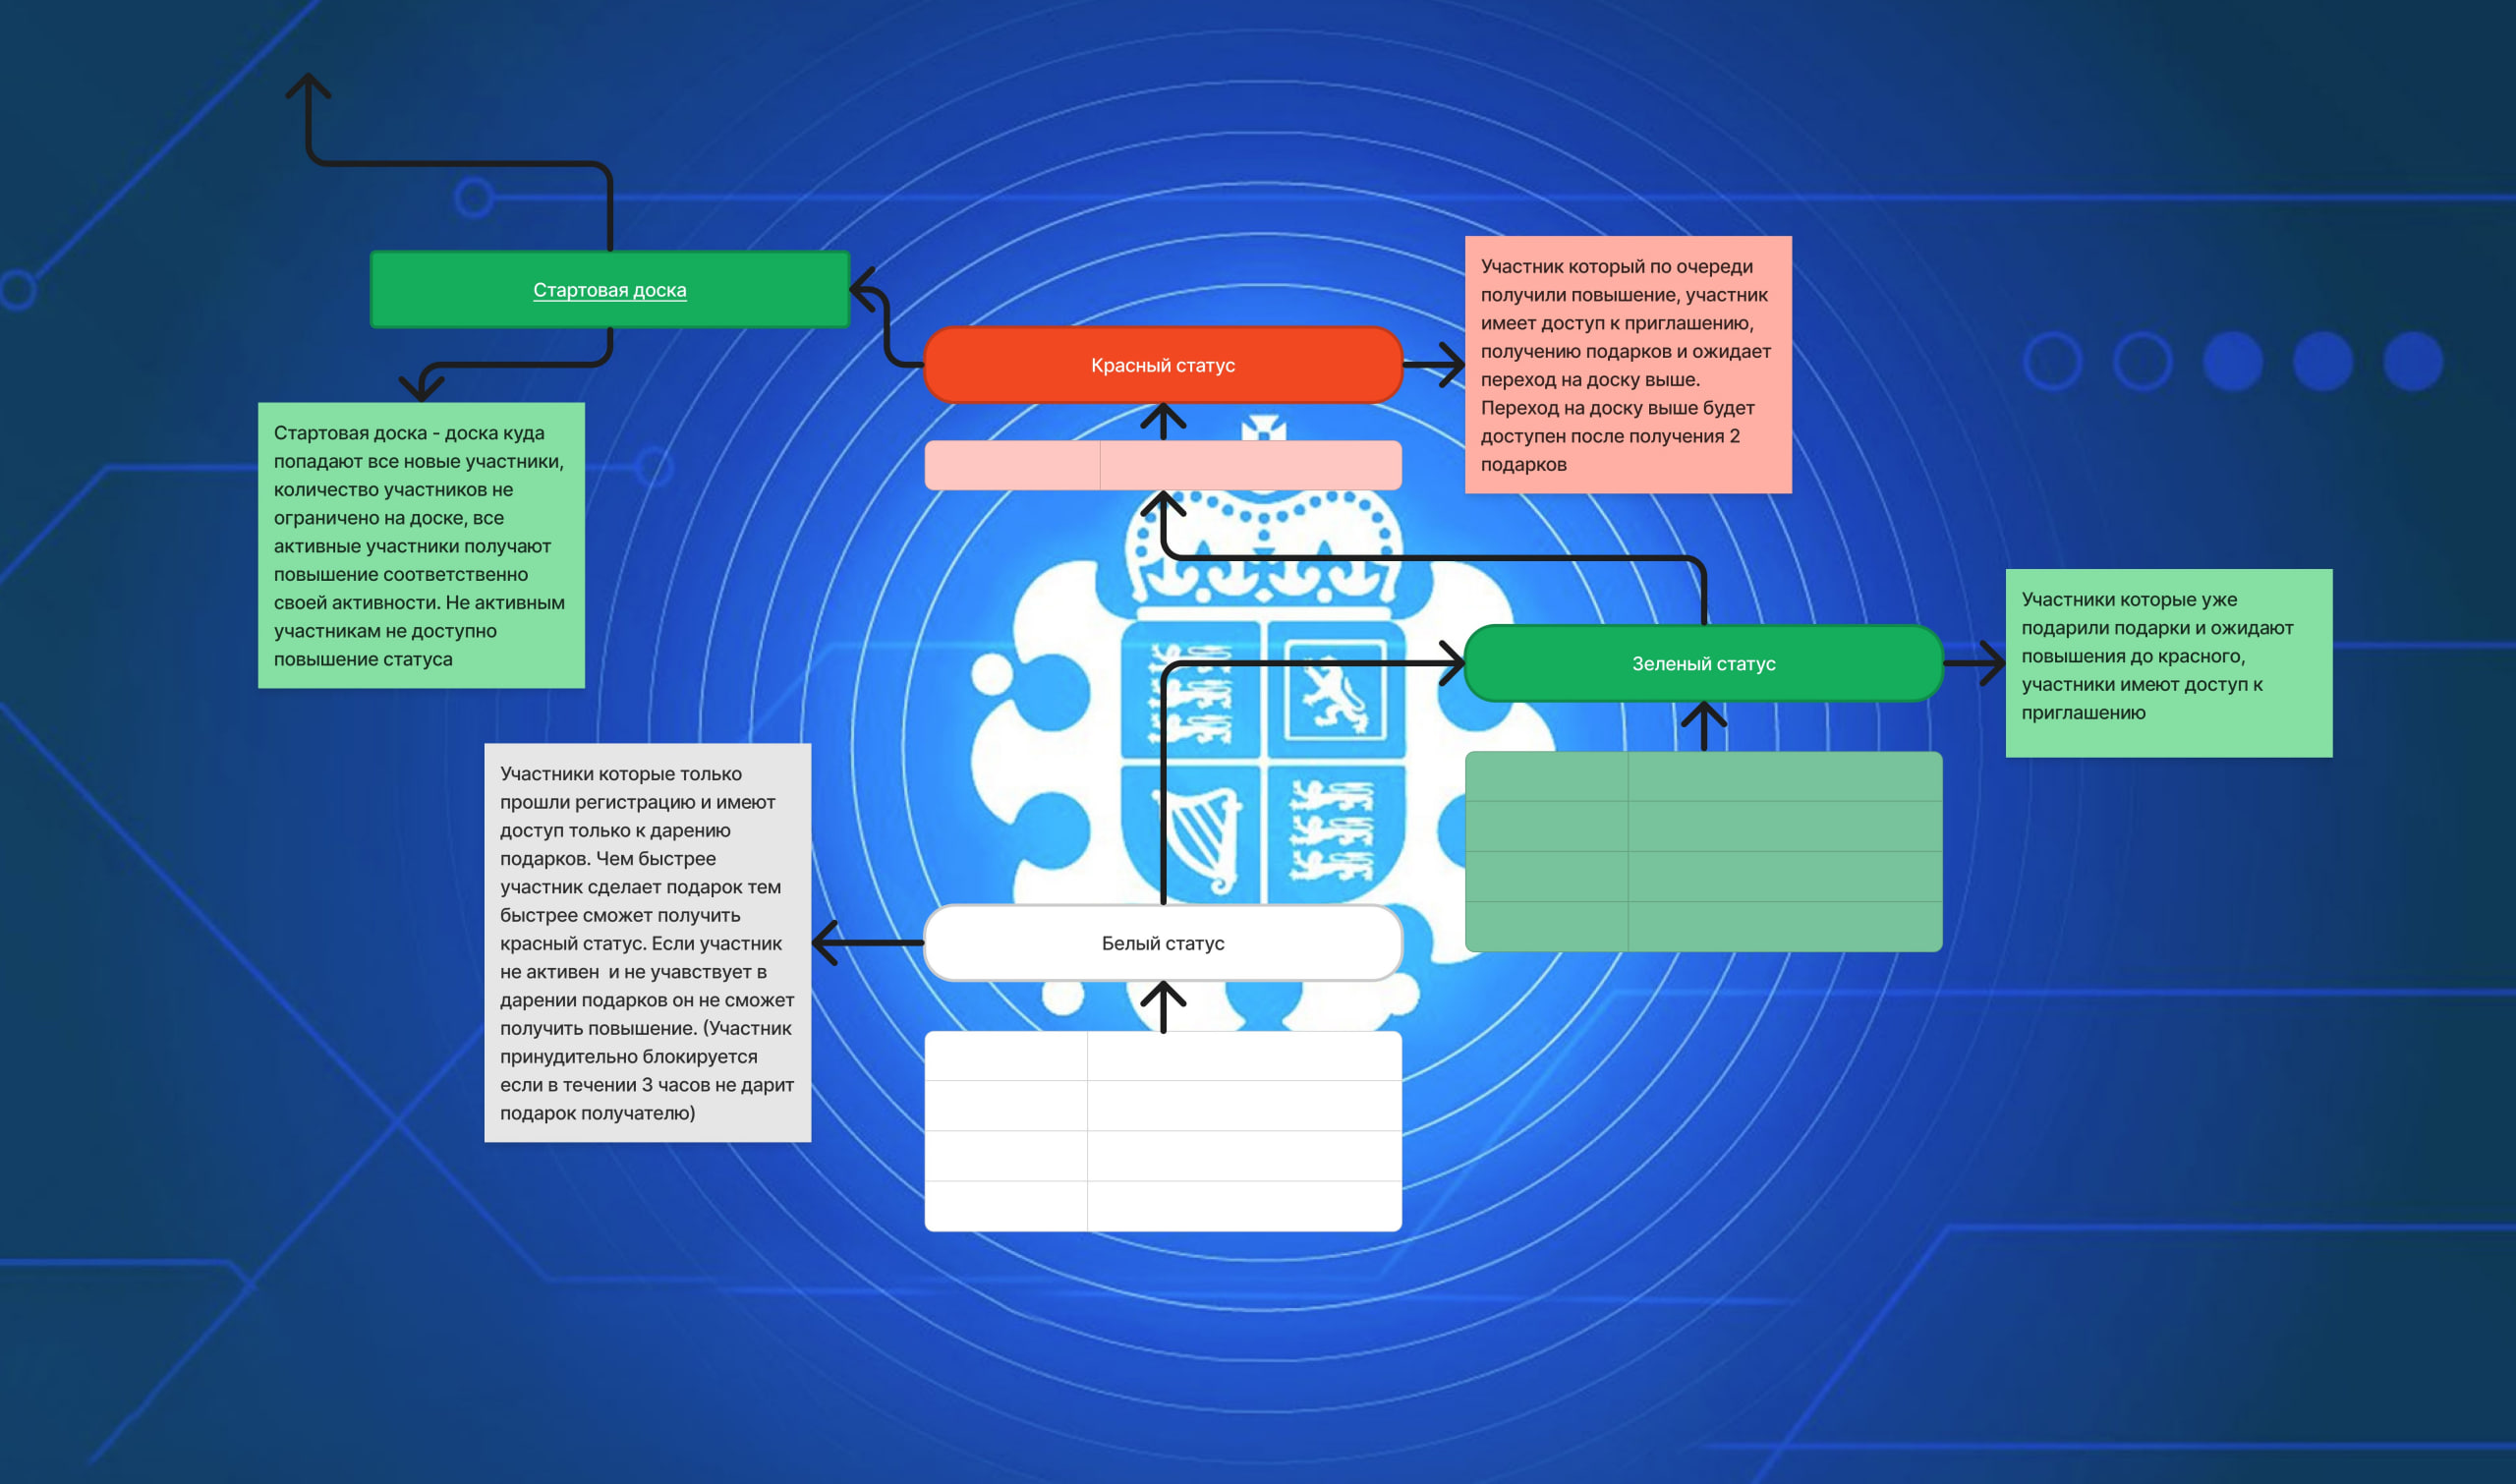 Стартовая доска
Стартовая доска - доска куда
попадают все новые участники,
количество участников не
ограничено на доске, все
активные участники получают
повышение соответственно
своей активности. Не активным
участникам не доступно
повышение статуса
Красный статус
Участник который по очереди
получили повышение, участник
имеет доступ к приглашению,
получению подарков и ожидает
переход на доску выше.
Переход на доску выше будет
доступен после получения 2
подарков
Зеленый статус
Участники которые уже
подарили подарки и ожидают
повышения до красного,
участники имеют доступ к
приглашению
Участники которые только
прошли регистрацию и имеют
доступ только к дарению
подарков. Чем быстрее
участник сделает подарок тем
быстрее сможет получить
красный статус. Если участник
не активен  и не учавствует в
дарении подарков он не сможет
получить повышение. (Участник
принудительно блокируется
если в течении 3 часов не дарит
подарок получателю)
Белый статус